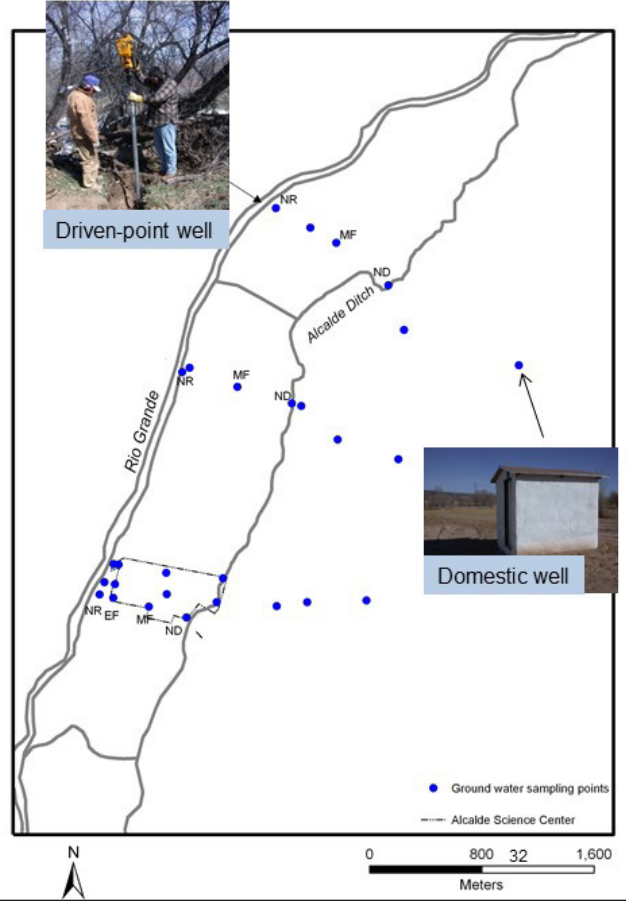 Driven-point well
NR
MF
ND
Alcalde Ditch
NR
MF
ND
Rio Grande
Domestic well
NR
EF
MF
ND
Ground water sampling points
Alcalde Science Center
N
0
800
32
1,600
Meters